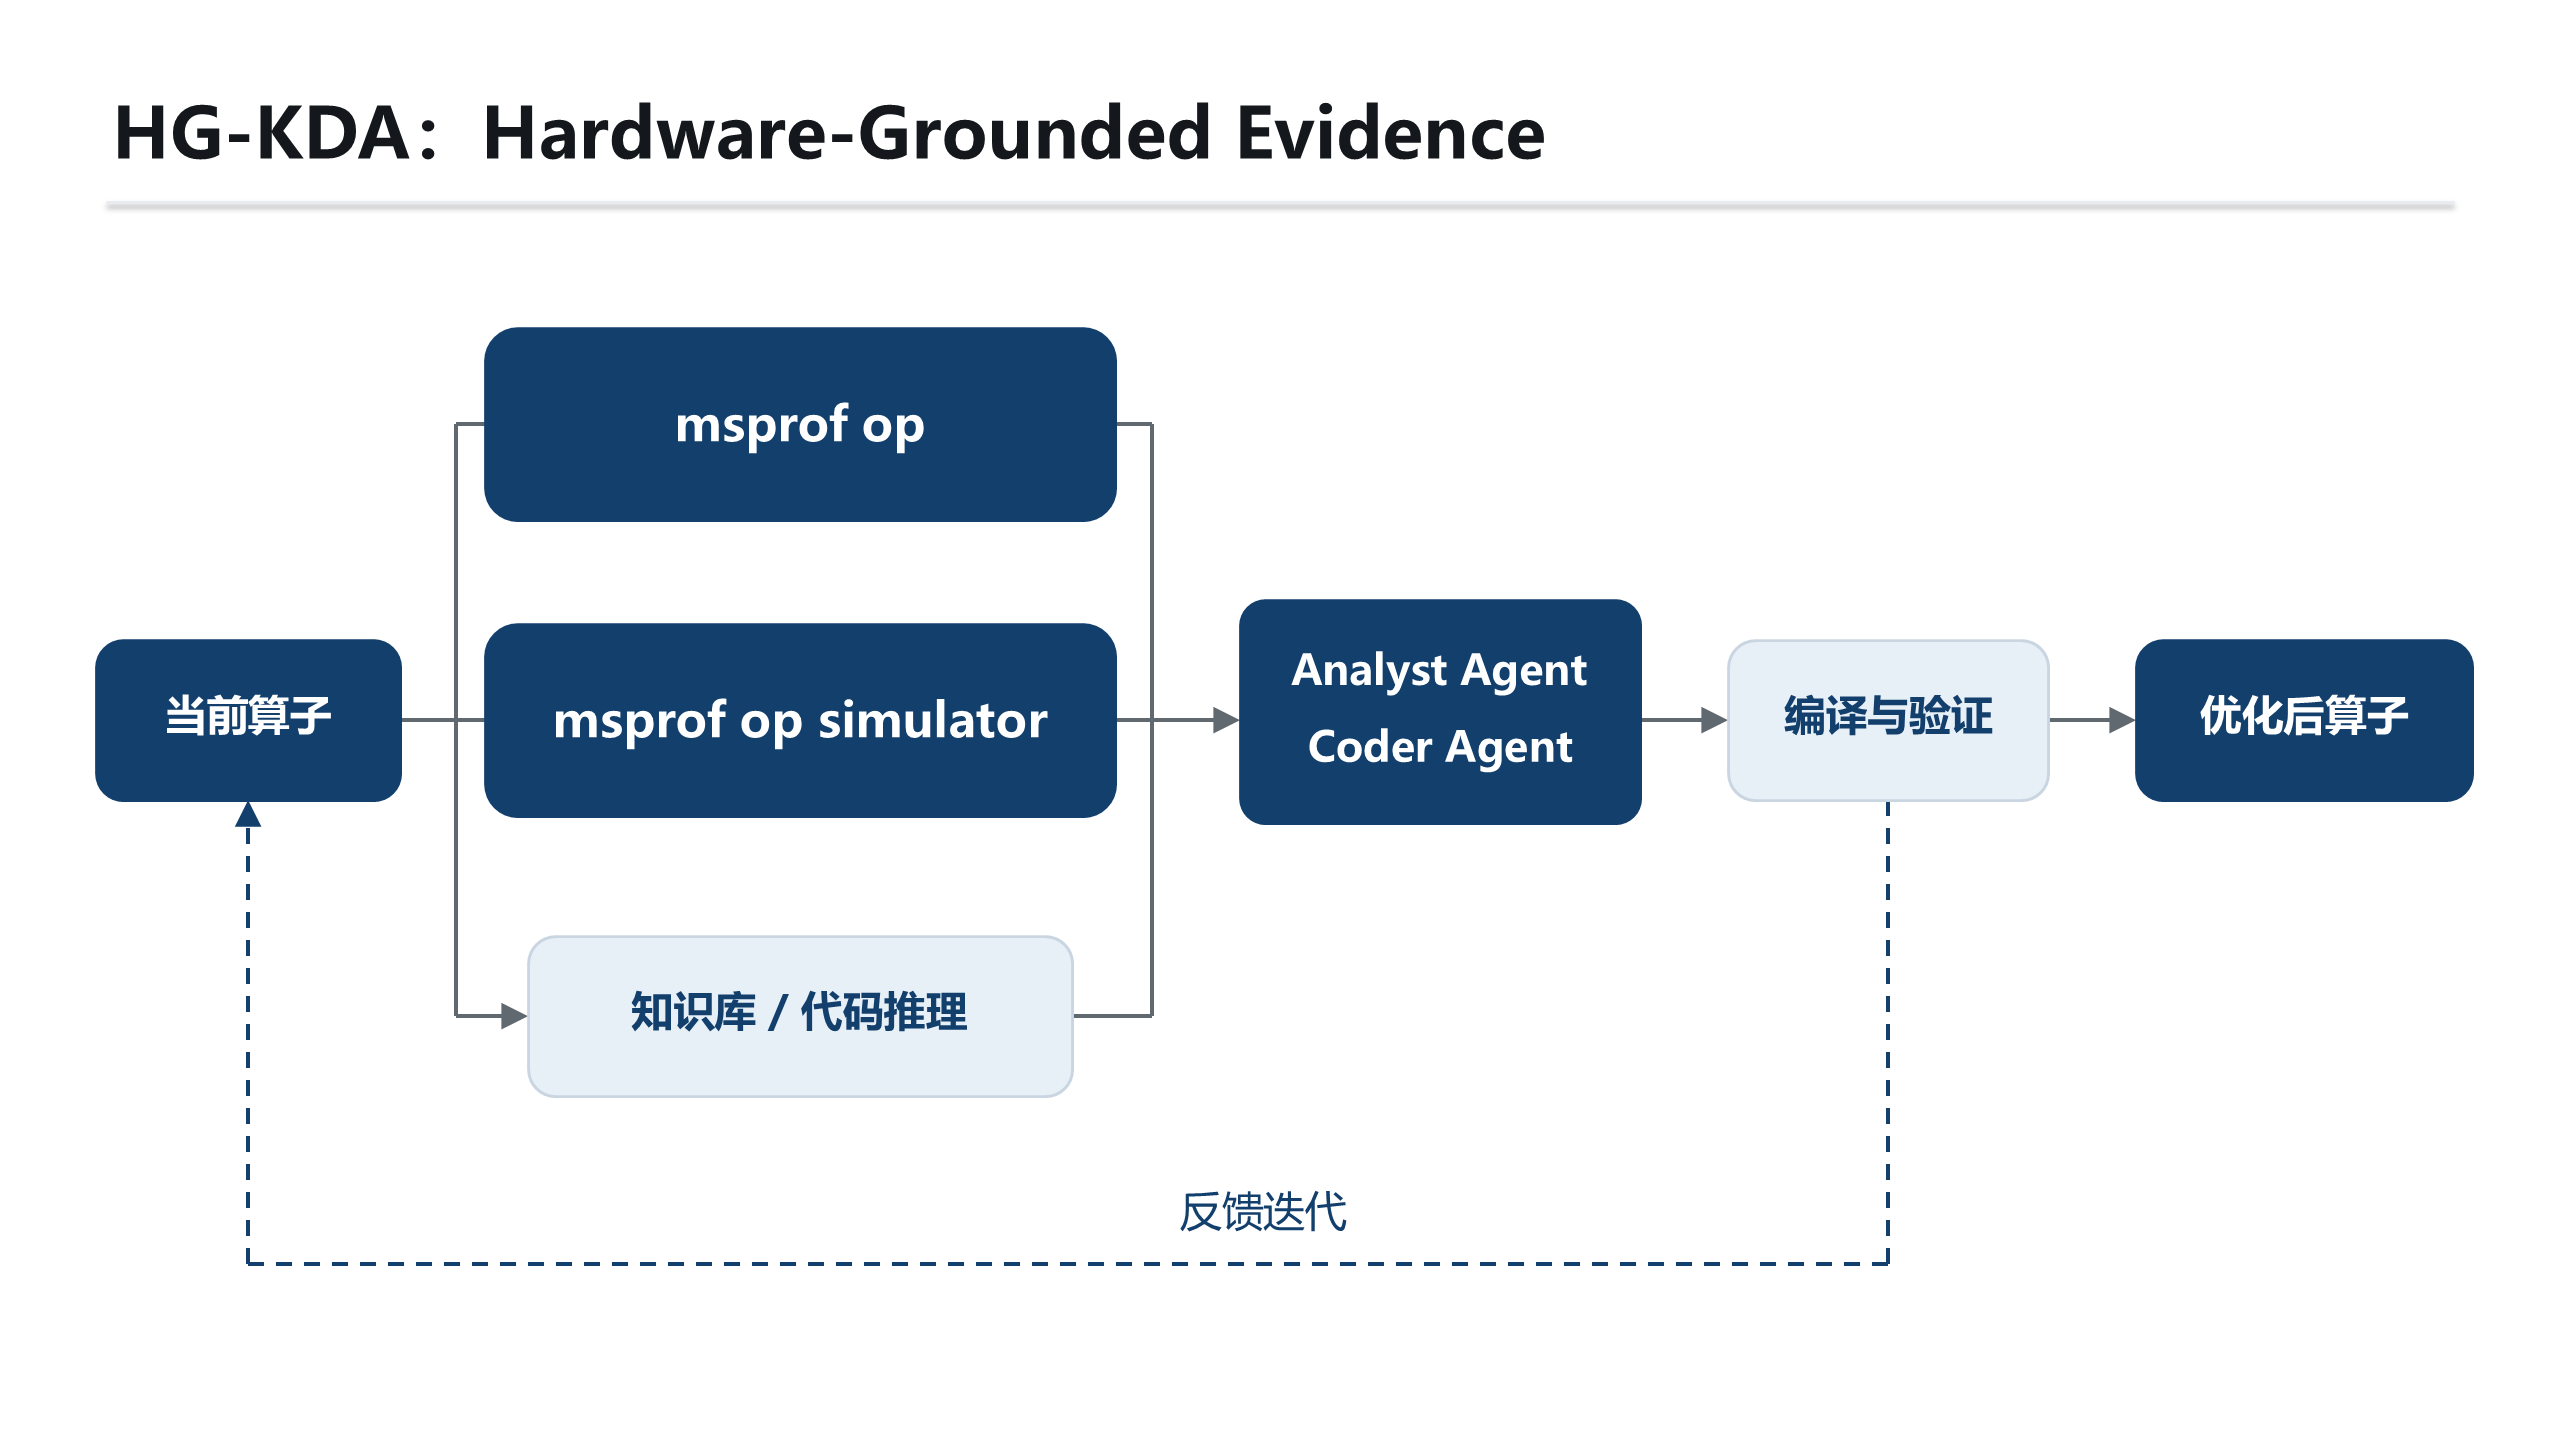 HG-KDA：Hardware-Grounded Evidence
msprof op
当前算子
msprof op simulator
Analyst Agent
Coder Agent
编译与验证
优化后算子
知识库 / 代码推理
反馈迭代